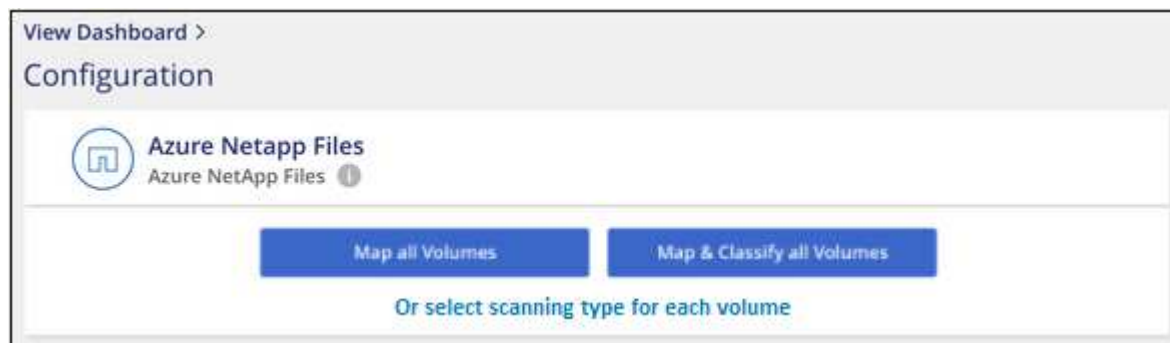 View Dashboard >
Configuration
Azure Netapp Files
Azure NetApp Files
Map all Volumes
Map & Classify all Volumes
Or select scanning type for each volume